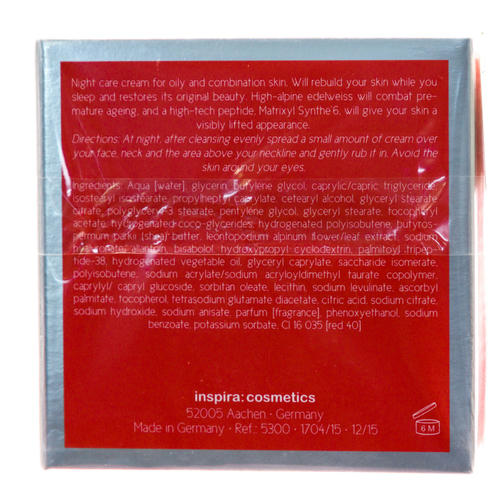 Night care cream for oily and combination skin. Will rebuild your skin while you
sleep and restores its original beauty. High-alpine edelweiss will combat pre-
mature ageing, and a high-tech peptide, Matrixyl Synthe'6, will give your skin a
visibly lifted appearance.
Directions: At night, after cleansing evenly spread a small amount of cream over
your face, neck and the area above your neckline and gently rub it in. Avoid the
skin around your eyes.
Ingredients: Aqua [water], glycerin, butylene glycol, caprylic/capric triglyceride,
isostearyl isostearate, propylheptyl caprylate, cetearyl alcohol, glyceryl stearate
citrate, polyglyceryl-3 stearate, pentylene glycol, glyceryl stearate, tocopheryl
acetate, hydrogenated coco-glycerides, hydrogenated polyisobutene, butyros-
permum parkii [shea] butter, leontopodium alpinum flower/leaf extract, sodium
hyaluronate, allantoin, bisabolol, hydroxypropyl cyclodextrin, palmitoyl tripep-
tide-38, hydrogenated vegetable oil, glyceryl caprylate, saccharide isomerate,
polyisobutene, sodium acrylate/sodium acryloyldimethyl taurate copolymer,
caprylyl/ capryl glucoside, sorbitan oleate, lecithin, sodium levulinate, ascorbyl
palmitate, tocopherol, tetrasodium glutamate diacetate, citric acid, sodium citrate,
sodium hydroxide, sodium anisate, parfum [fragrance], phenoxyethanol, sodium
benzoate, potassium sorbate, CI 16 035 [red 40]
inspira: cosmetics
52005 Aachen · Germany
Made in Germany · Ref.: 5300 · 1704/15 · 12/15
6 M